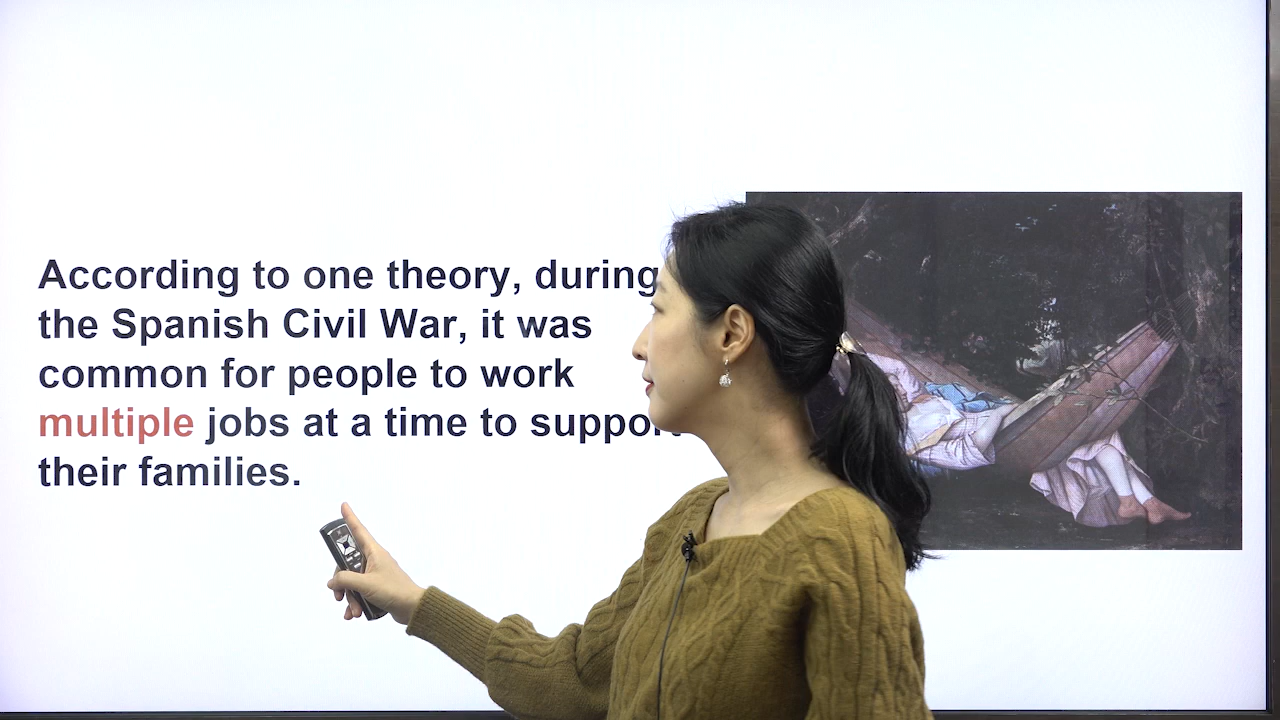 According to one theory, during
the Spanish Civil War, it was
common for people to work
multiple jobs at a time to support
their families.